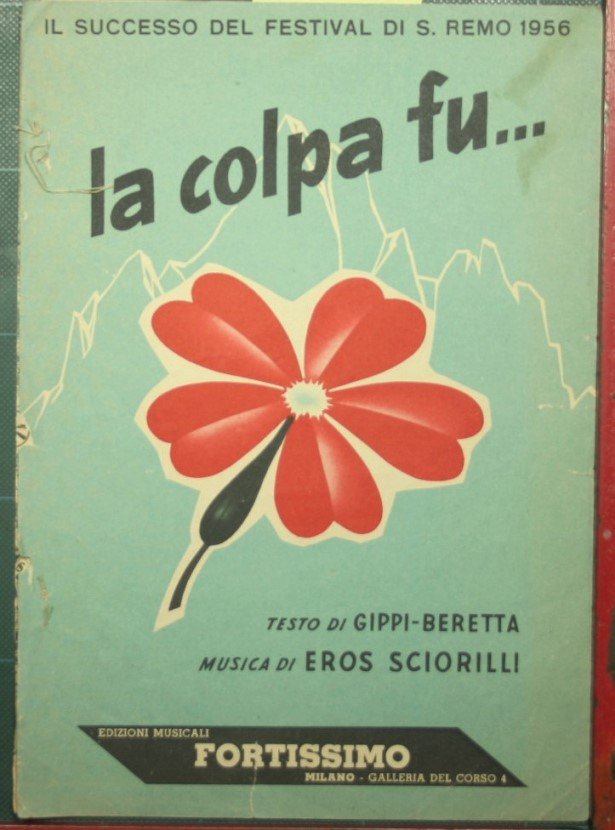 IL SUCCESSO DEL FESTIVAL DI S. REMO 1956
la colpa fu...
TESTO DI GIPPI-BERETTA
MUSICA DI EROS SCIORILLI
EDIZIONI MUSICALI
FORTISSIMO
MILANO - GALLERIA DEL CORSO 4